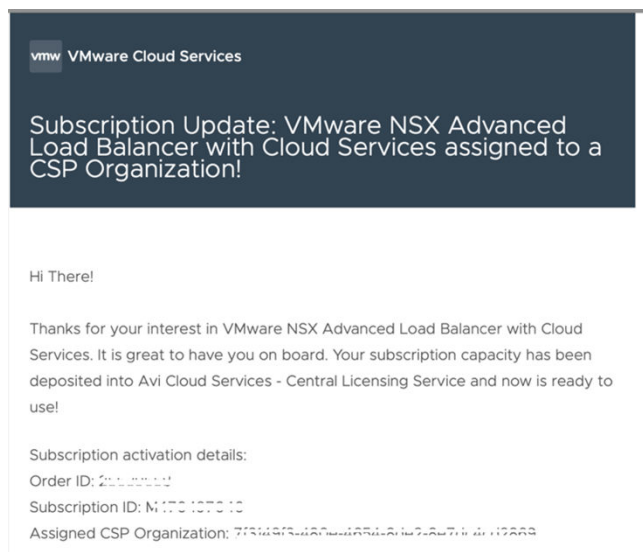 vmw VMware Cloud Services
Subscription Update: VMware NSX Advanced
Load Balancer with Cloud Services assigned to a
CSP Organization!
Hi There!
Thanks for your interest in VMware NSX Advanced Load Balancer with Cloud
Services. It is great to have you on board. Your subscription capacity has been
deposited into Avi Cloud Services - Central Licensing Service and now is ready to
use!
Subscription activation details:
Order ID:
Subscription ID:
Assigned CSP Organization: